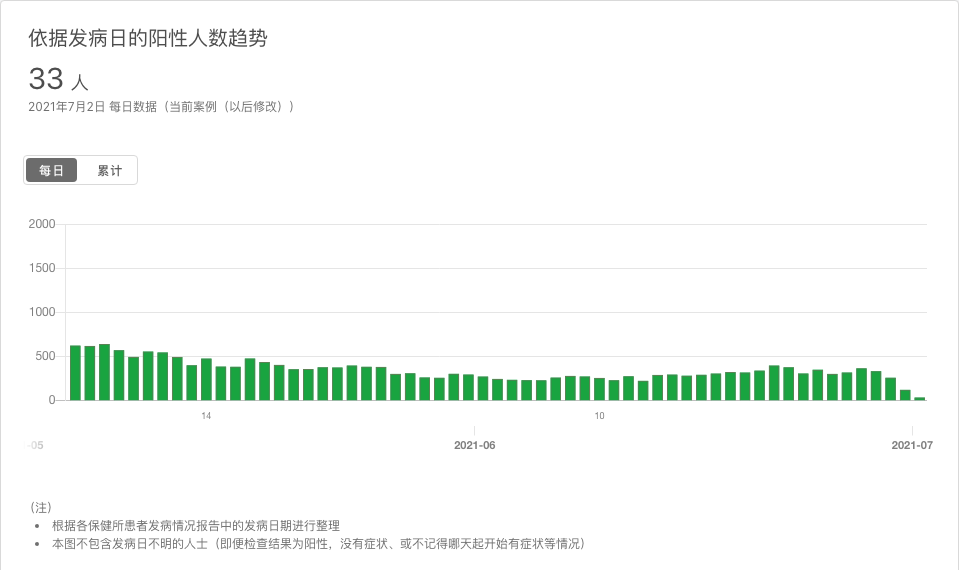 依据发病日的阳性人数趋势
33 人
2021年7月2日 每日数据（当前案例（以后修改））
每日 累计
2000
1500
1000
500
0
14 10
-05 2021-06 2021-07
（注）
• 根据各保健所患者发病情况报告中的发病日期进行整理
• 本图不包含发病日不明的人士（即便检查结果为阳性，没有症状、或不记得哪天起开始有症状等情况）